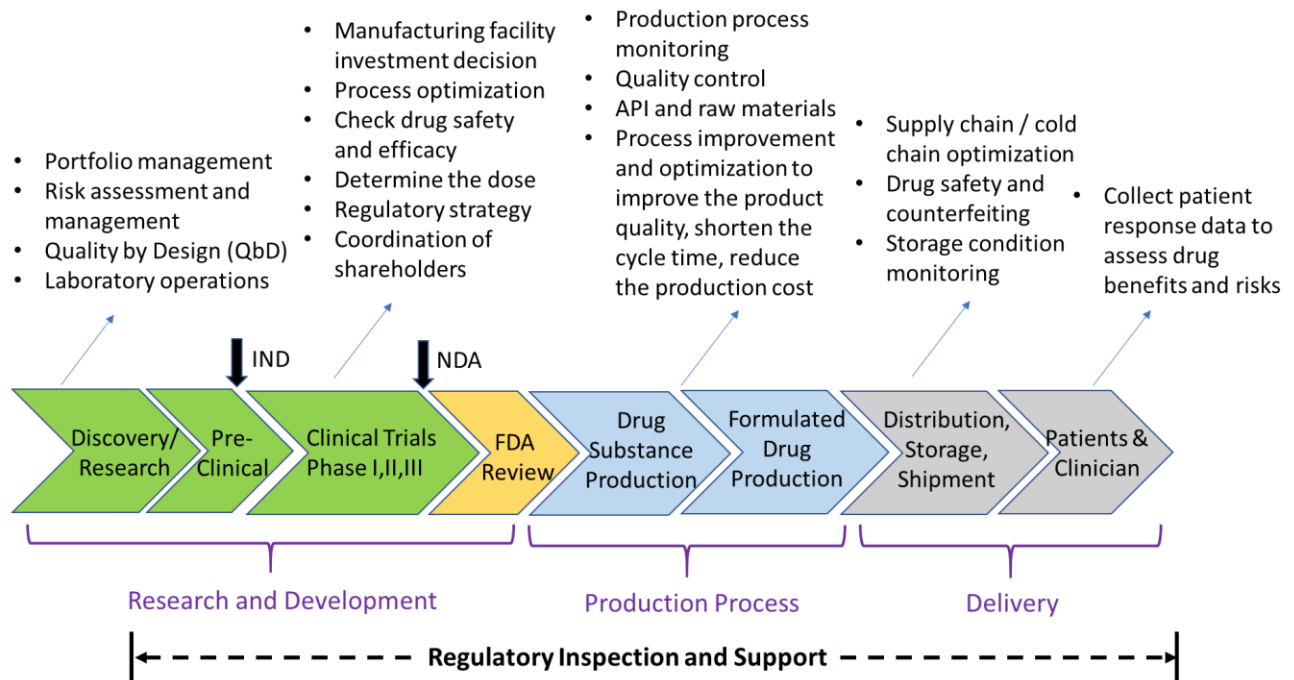 • Portfolio management
• Risk assessment and
management
• Quality by Design (QbD)
• Laboratory operations
• Manufacturing facility
investment decision
• Process optimization
• Check drug safety
and efficacy
• Determine the dose
• Regulatory strategy
• Coordination of
shareholders
• Production process
monitoring
• Quality control
• API and raw materials
• Process improvement
and optimization to
improve the product
quality, shorten the
cycle time, reduce
the production cost
• Supply chain / cold
chain optimization
• Drug safety and
counterfeiting
• Storage condition
monitoring
• Collect patient
response data to
assess drug
benefits and risks
IND
NDA
Discovery/
Research
Pre-
Clinical
Clinical Trials
Phase I,II,III
FDA
Review
Drug
Substance
Production
Formulated
Drug
Production
Distribution,
Storage,
Shipment
Patients &
Clinician
Research and Development
Production Process
Delivery
Regulatory Inspection and Support